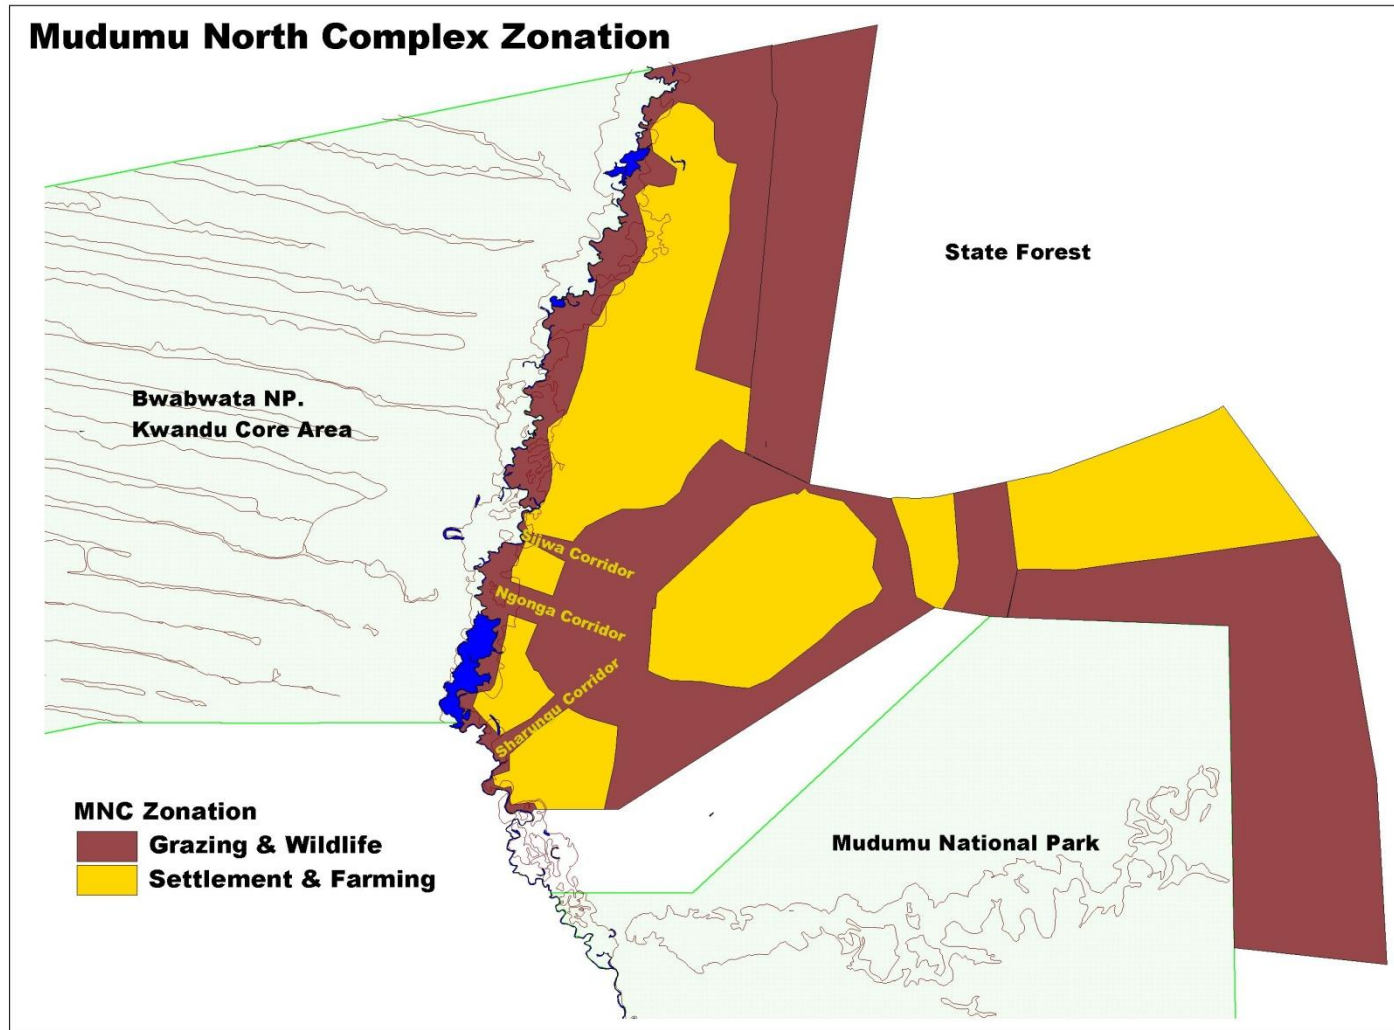 Mudumu North Complex Zonation
State Forest
Bwabwata NP.
Kwandu Core Area
Sijwa Corridor
Ngonga Corridor
Sharungu Corridor
MNC Zonation
Grazing & Wildlife
Settlement & Farming
Mudumu National Park